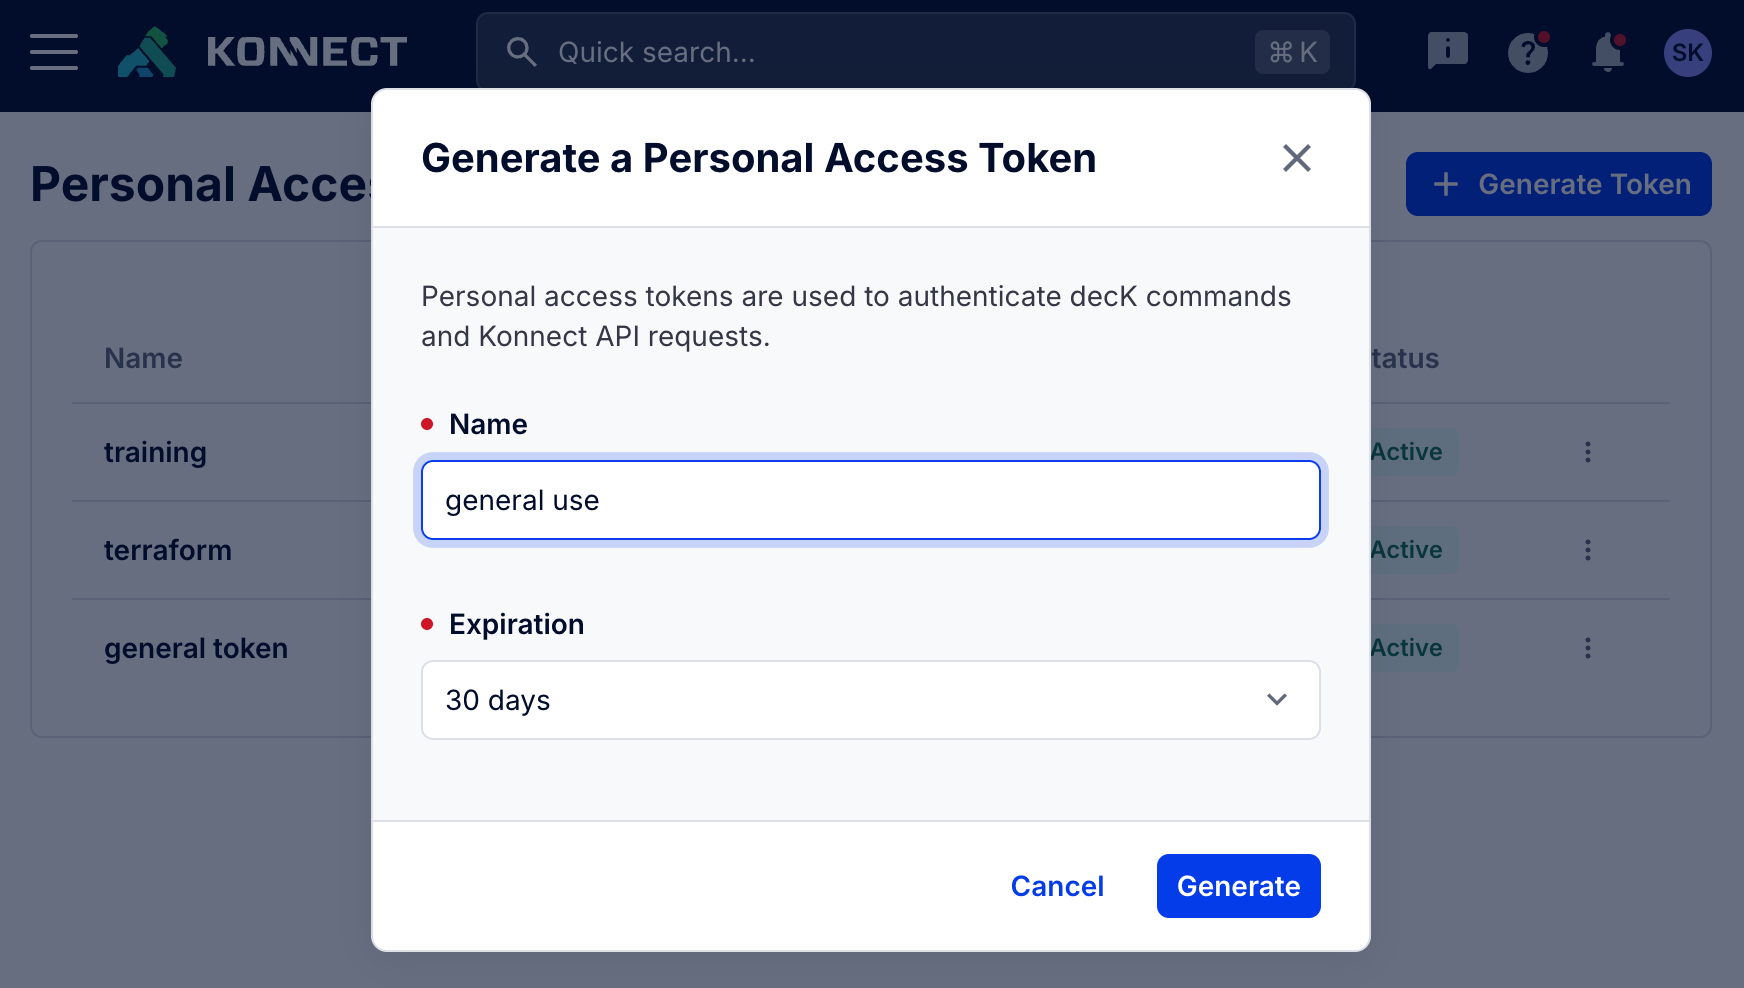 KONNECT
Quick search...
⌘ K
SK
Generate a Personal Access Token
Personal Acces
+ Generate Token
Personal access tokens are used to authenticate decK commands
and Konnect API requests.
Name
tatus
Name
training
Active
general use
terraform
Active
Expiration
general token
Active
30 days
Cancel
Generate